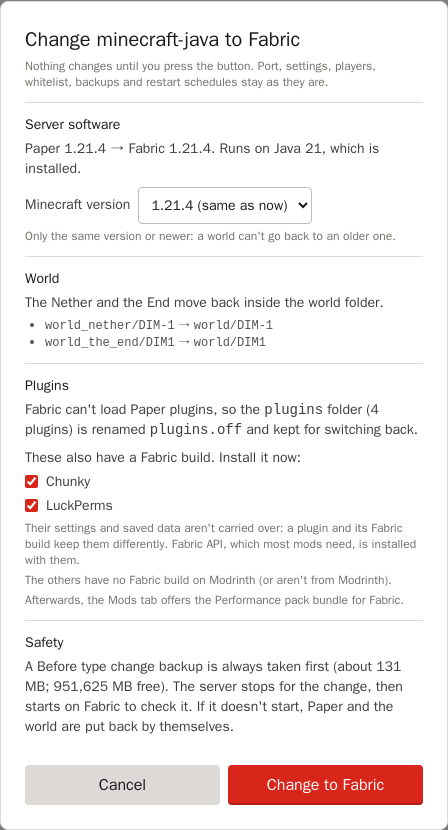 Change minecraft-java to Fabric
Nothing changes until you press the button. Port, settings, players,
whitelist, backups and restart schedules stay as they are.
Server software
Paper 1.21.4 → Fabric 1.21.4. Runs on Java 21, which is
installed.
Minecraft version 1.21.4 (same as now)
Only the same version or newer: a world can't go back to an older one.
World
The Nether and the End move back inside the world folder.
• world_nether/DIM-1 → world/DIM-1
• world_the_end/DIM1 → world/DIM1
Plugins
Fabric can't load Paper plugins, so the plugins folder (4
plugins) is renamed plugins.off and kept for switching back.
These also have a Fabric build. Install it now:
Chunky
LuckPerms
Their settings and saved data aren't carried over: a plugin and its Fabric
build keep them differently. Fabric API, which most mods need, is installed
with them.
The others have no Fabric build on Modrinth (or aren't from Modrinth).
Afterwards, the Mods tab offers the Performance pack bundle for Fabric.
Safety
A Before type change backup is always taken first (about 131
MB; 951,625 MB free). The server stops for the change, then
starts on Fabric to check it. If it doesn't start, Paper and the
world are put back by themselves.
Cancel
Change to Fabric